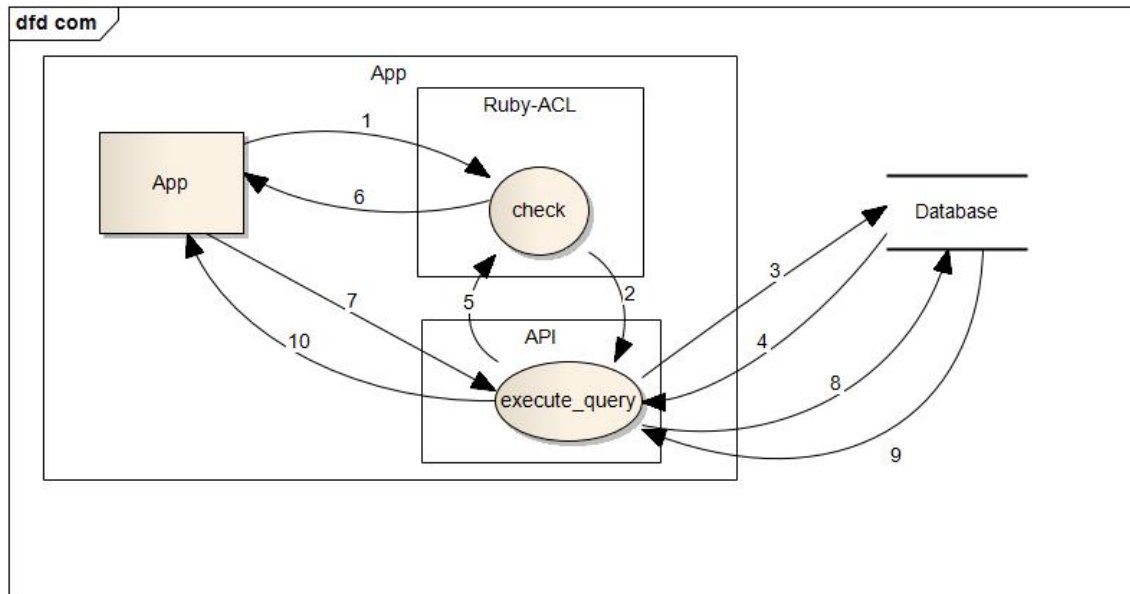 dfd com
App
Ruby-ACL
1
App
6
check
Database
3
5
2
7
API
4
10
8
execute_query
9